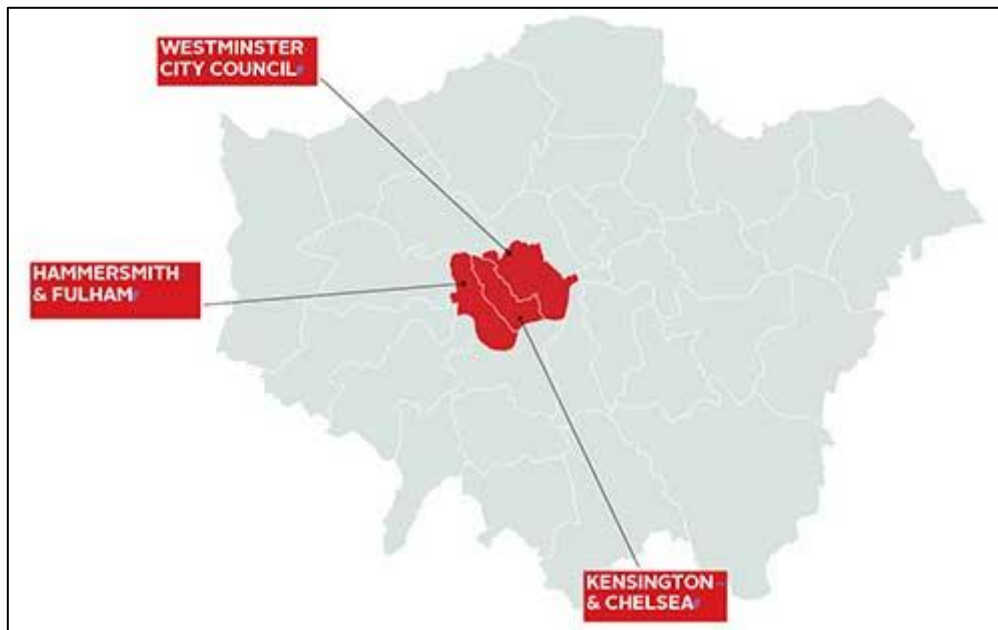 WESTMINSTER
CITY COUNCIL
HAMMERSMITH
& FULHAM
KENSINGTON
& CHELSEA